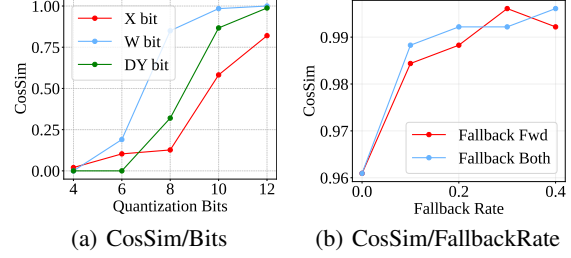 1.00
0.75
0.50
0.25
0.00
CosSim
X bit
W bit
DY bit
4 6 8 10 12
Quantization Bits
(a) CosSim/Bits
0.99
0.98
0.97
0.96
CosSim
Fallback Fwd
Fallback Both
0.0 0.2 0.4
Fallback Rate
(b) CosSim/FallbackRate